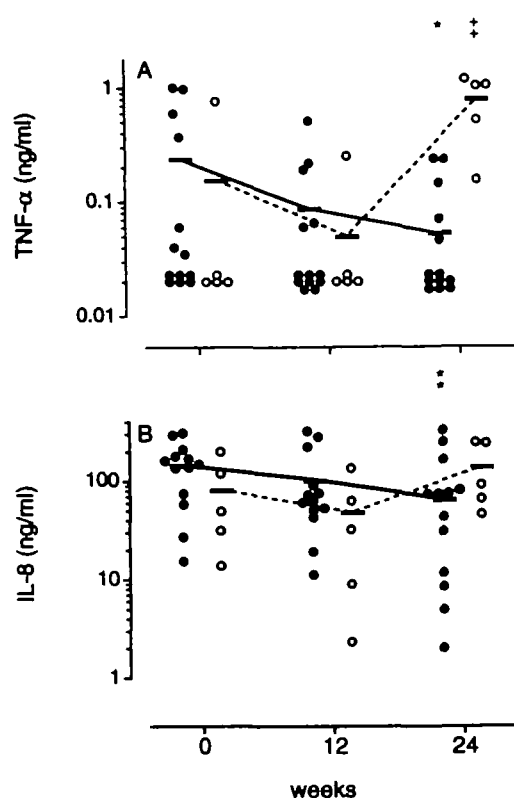 *
+
+
A
1
0.1
0.01
TNF-α (ng/ml)
*
*
B
100
10
1
IL-8 (ng/ml)
0 12 24
weeks